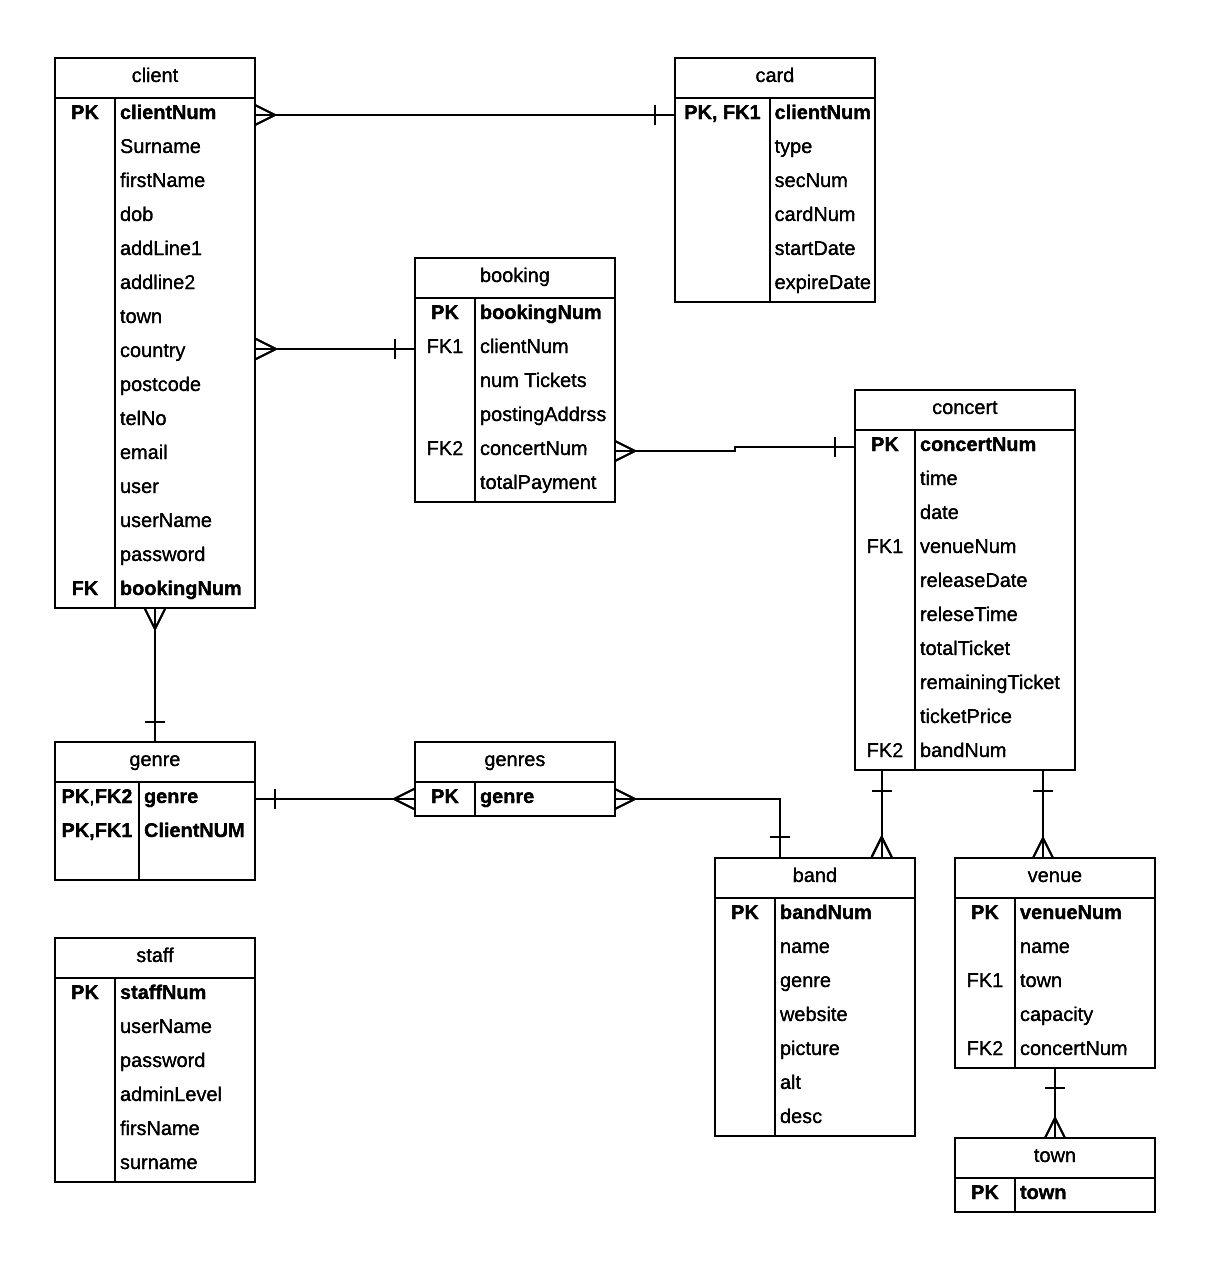 client
PK clientNum
Surname
firstName
dob
addLine1
addline2
town
country
postcode
telNo
email
user
userName
password
FK bookingNum
card
PK, FK1 clientNum
type
secNum
cardNum
startDate
expireDate
booking
PK bookingNum
FK1 clientNum
num Tickets
postingAddrss
FK2 concertNum
totalPayment
concert
PK concertNum
time
date
FK1 venueNum
releaseDate
releseTime
totalTicket
remainingTicket
ticketPrice
FK2 bandNum
genre
PK,FK2 genre
PK,FK1 ClientNUM
genres
PK genre
band
PK bandNum
name
genre
website
picture
alt
desc
venue
PK venueNum
name
FK1 town
capacity
FK2 concertNum
staff
PK staffNum
userName
password
adminLevel
firsName
surname
town
PK town